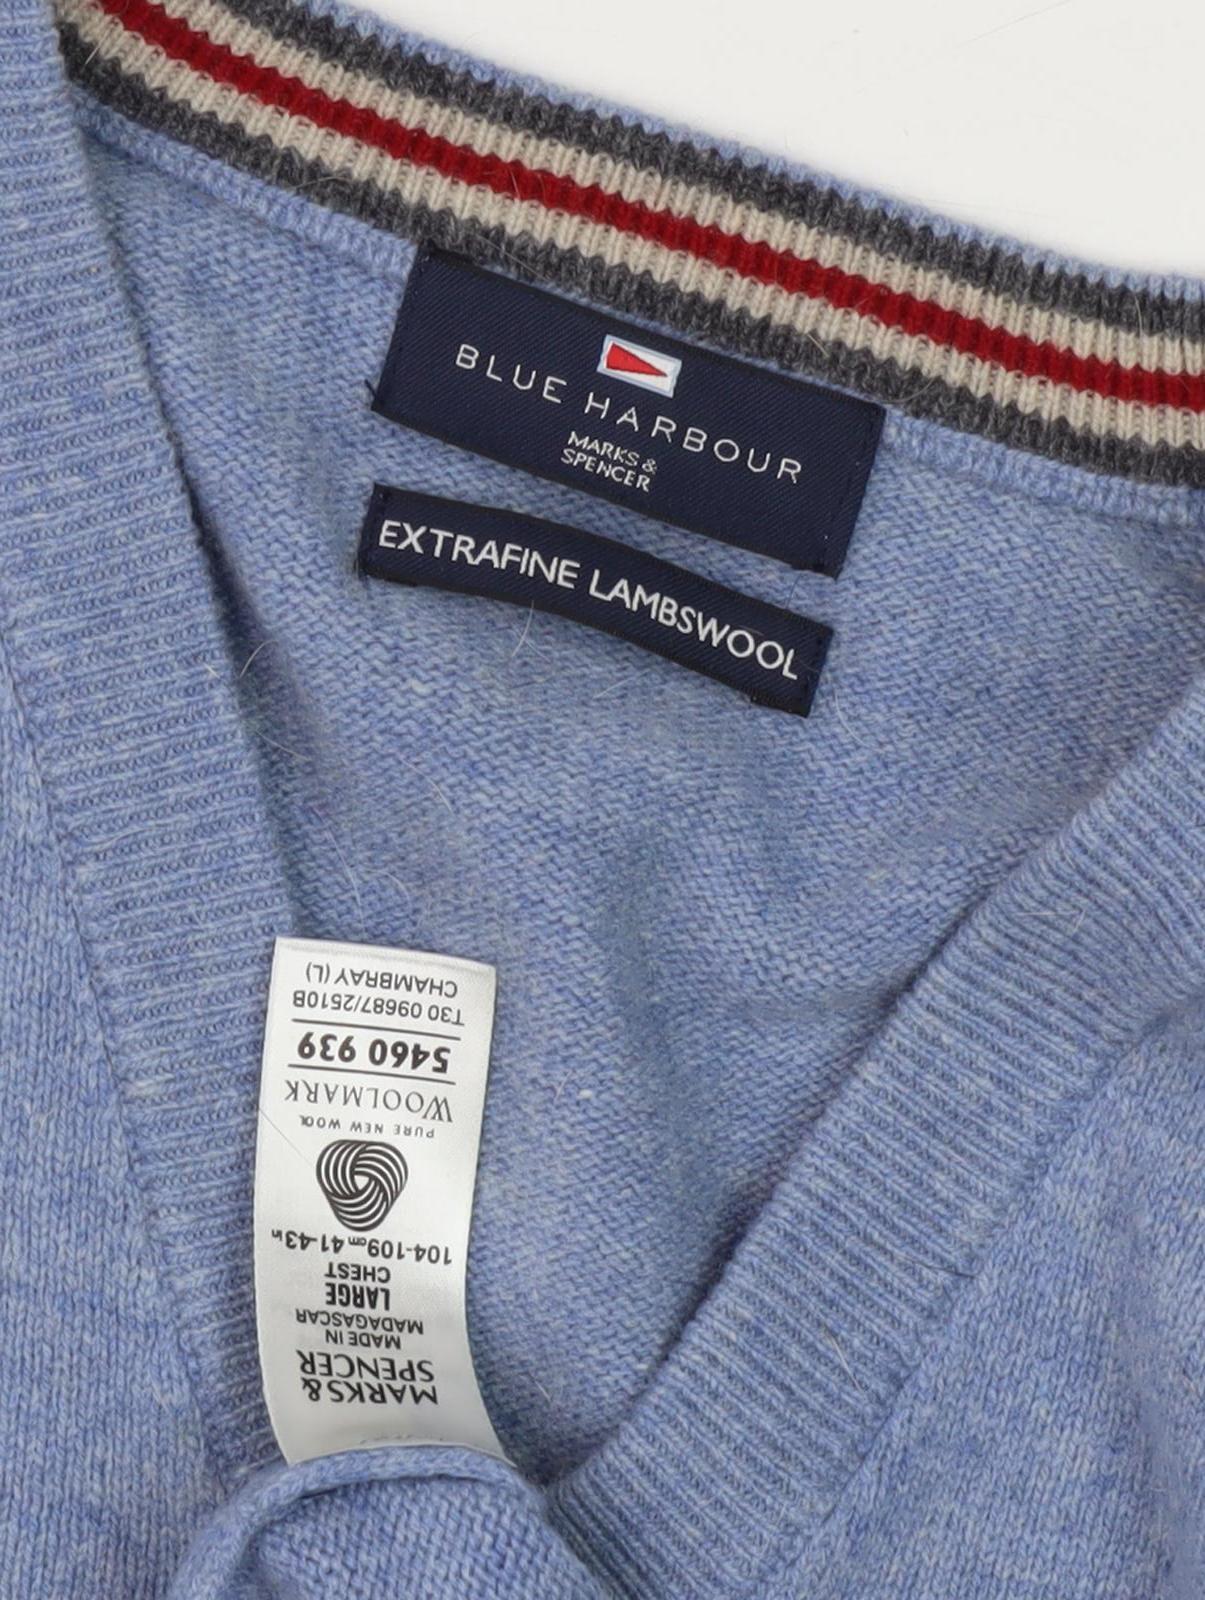 BLUE HARBOUR
MARKS &
SPENCER
EXTRAFINE LAMBSWOOL
MARKS &
SPENCER
MADE IN
MADAGASCAR
LARGE
CHEST
104-109cm 41-43in
PURE NEW WOOL
WOOLMARK
5460 939
T30 09687/2510B
CHAMBRAY (L)